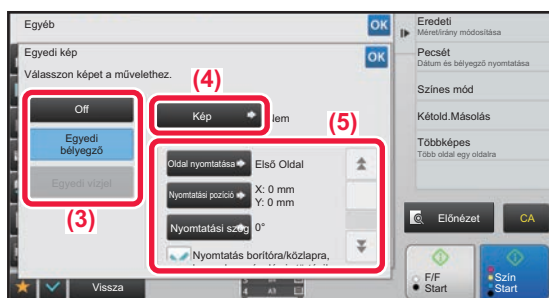 Egyéb
OK
Egyedi kép
OK
Válasszon képet a művelethez.
(4)
Off
Egyedi
bélyegző
Egyedi vízjel
(3)
Kép
(5)
Oldal nyomtatása
Első Oldal
Nyomtatási pozíció
X: 0 mm
Y: 0 mm
Nyomtatási szög
0°
Nyomtatás borítóra/közlapra,
Vissza
Eredeti
Méret/irány módosítása
Pecsét
Dátum és bélyegző nyomtatása
Színes mód
Kétold.Másolás
Többképes
Több oldal egy oldalra
Előnézet
CA
F/F
Start
Szín
Start